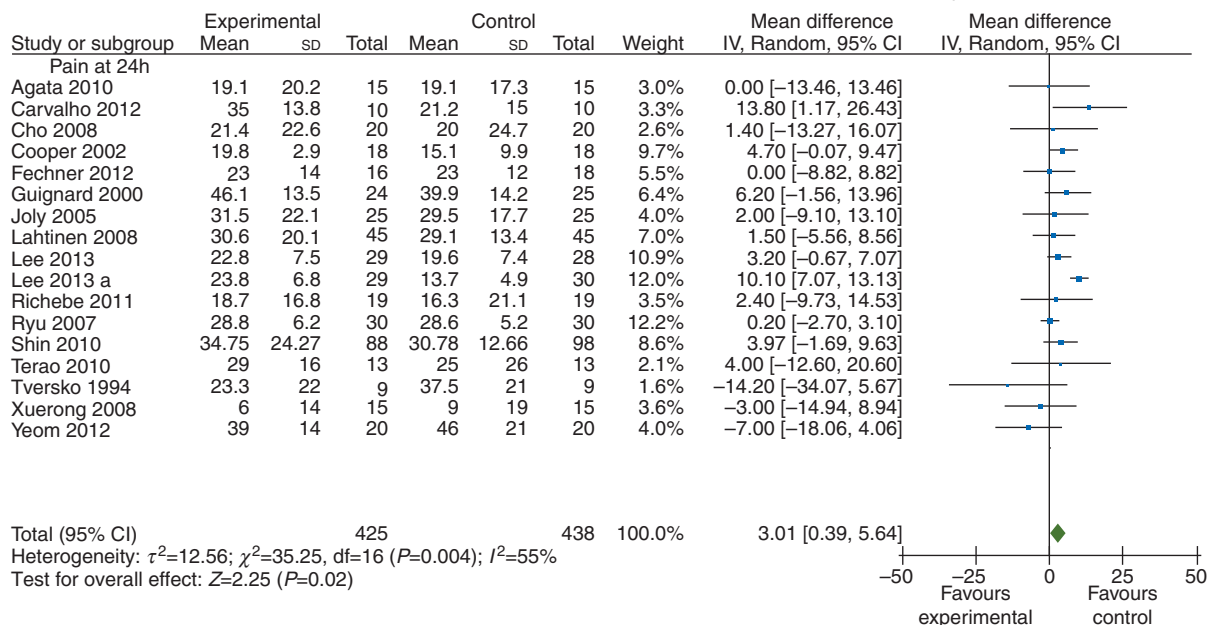 Experimental Control Mean difference Mean difference
Study or subgroup Mean SD Total Mean SD Total Weight IV, Random, 95% CI IV, Random, 95% CI
Pain at 24h
Agata 2010 19.1 20.2 15 19.1 17.3 15 3.0% 0.00 [–13.46, 13.46]
Carvalho 2012 35 13.8 10 21.2 15 10 3.3% 13.80 [1.17, 26.43]
Cho 2008 21.4 22.6 20 20 24.7 20 2.6% 1.40 [–13.27, 16.07]
Cooper 2002 19.8 2.9 18 15.1 9.9 18 9.7% 4.70 [–0.07, 9.47]
Fechner 2012 23 14 16 23 12 18 5.5% 0.00 [–8.82, 8.82]
Guignard 2000 46.1 13.5 24 39.9 14.2 25 6.4% 6.20 [–1.56, 13.96]
Joly 2005 31.5 22.1 25 29.5 17.7 25 4.0% 2.00 [–9.10, 13.10]
Lahtinen 2008 30.6 20.1 45 29.1 13.4 45 7.0% 1.50 [–5.56, 8.56]
Lee 2013 22.8 7.5 29 19.6 7.4 28 10.9% 3.20 [–0.67, 7.07]
Lee 2013 a 23.8 6.8 29 13.7 4.9 30 12.0% 10.10 [7.07, 13.13]
Richebe 2011 18.7 16.8 19 16.3 21.1 19 3.5% 2.40 [–9.73, 14.53]
Ryu 2007 28.8 6.2 30 28.6 5.2 30 12.2% 0.20 [–2.70, 3.10]
Shin 2010 34.75 24.27 88 30.78 12.66 98 8.6% 3.97 [–1.69, 9.63]
Terao 2010 29 16 13 25 26 13 2.1% 4.00 [–12.60, 20.60]
Tversko 1994 23.3 22 9 37.5 21 9 1.6% –14.20 [–34.07, 5.67]
Xuerong 2008 6 14 15 9 19 15 3.6% –3.00 [–14.94, 8.94]
Yeom 2012 39 14 20 46 21 20 4.0% –7.00 [–18.06, 4.06]
Total (95% CI) 425 438 100.0% 3.01 [0.39, 5.64]
Heterogeneity: τ²=12.56; χ²=35.25, df=16 (P=0.004); I²=55%
Test for overall effect: Z=2.25 (P=0.02)
–50 –25 0 25 50
Favours Favours
experimental control